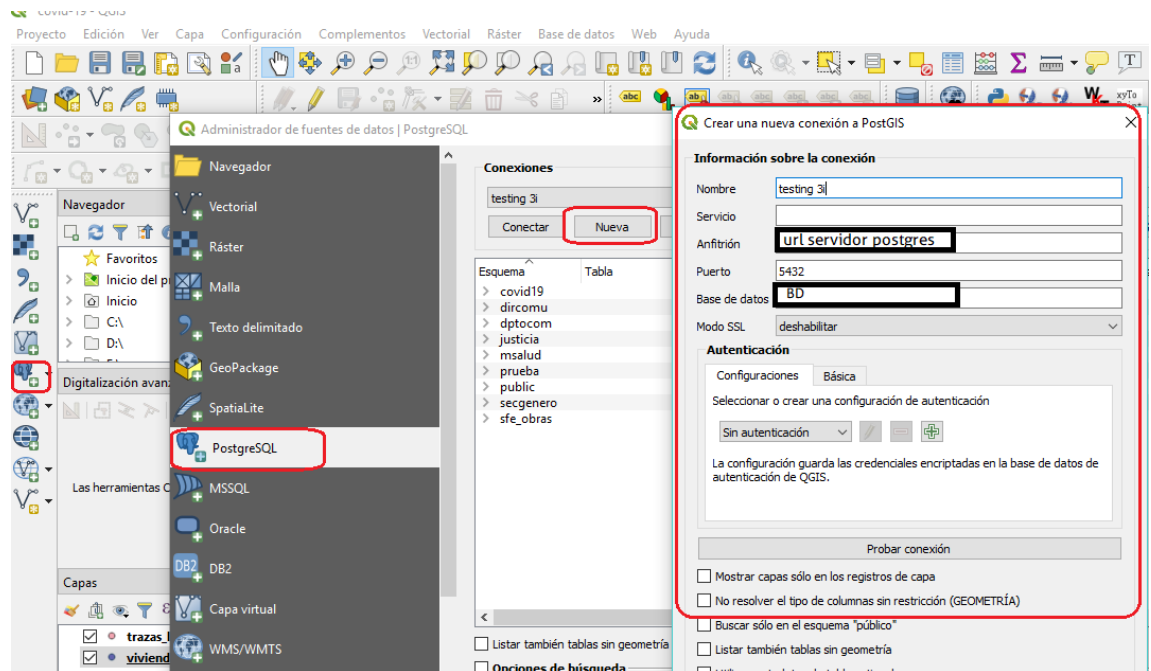 covid-19 - QGIS
Proyecto Edición Ver Capa Configuración Complementos Vectorial Ráster Base de datos Web Ayuda
Administrador de fuentes de datos | PostgreSQL
Navegador
Vectorial
Ráster
Malla
Texto delimitado
GeoPackage
SpatiaLite
PostgreSQL
MSSQL
Oracle
DB2
Capa virtual
WMS/WMTS
Navegador
Favoritos
Inicio del
Inicio
C:\
D:\
Digitalización
Las herramientas
Capas
Conexiones
testing 3i
Conectar Nueva
Esquema Tabla
covid19
dircomu
dptocom
justicia
msalud
prueba
public
secgenero
sfe_obras
Listar también tablas sin geometría
Opciones de búsqueda
Crear una nueva conexión a PostGIS
Información sobre la conexión
Nombre testing 3i
Servicio
Anfitrión url servidor postgres
Puerto 5432
Base de datos BD
Modo SSL deshabilitar
Autenticación
Configuraciones Básica
Seleccionar o crear una configuración de autenticación
Sin autenticación
La configuración guarda las credenciales encriptadas en la base de datos de
autenticación de QGIS.
Probar conexión
Mostrar capas sólo en los registros de capa
No resolver el tipo de columnas sin restricción (GEOMETRÍA)
Buscar sólo en el esquema "público"
Listar también tablas sin geometría